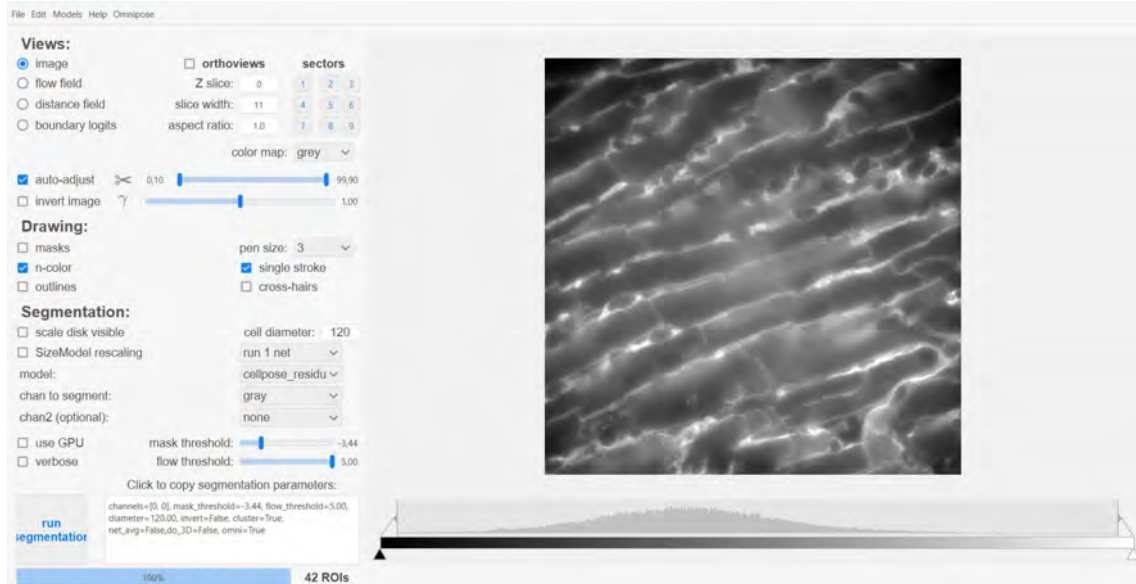 File Edit Models Help Omnipose
Views:
image orthoviews sectors
flow field Z slice: 0 1 2 3
distance field slice width: 11 4 5 6
boundary logits aspect ratio: 1.0 7 8 9
color map: grey
auto-adjust 0,10 99,90
invert image γ 1,00
Drawing:
masks pen size: 3
n-color single stroke
outlines cross-hairs
Segmentation:
scale disk visible cell diameter: 120
SizeModel rescaling run 1 net
model: cellpose_residu
chan to segment: gray
chan2 (optional): none
use GPU mask threshold: -3,44
verbose flow threshold: 5,00
Click to copy segmentation parameters:
channels=[0, 0], mask_threshold=-3.44, flow_threshold=5.00,
diameter=120.00, invert=False, cluster=True,
net_avg=False,do_3D=False, omni=True
run
segmentation
100% 42 ROIs